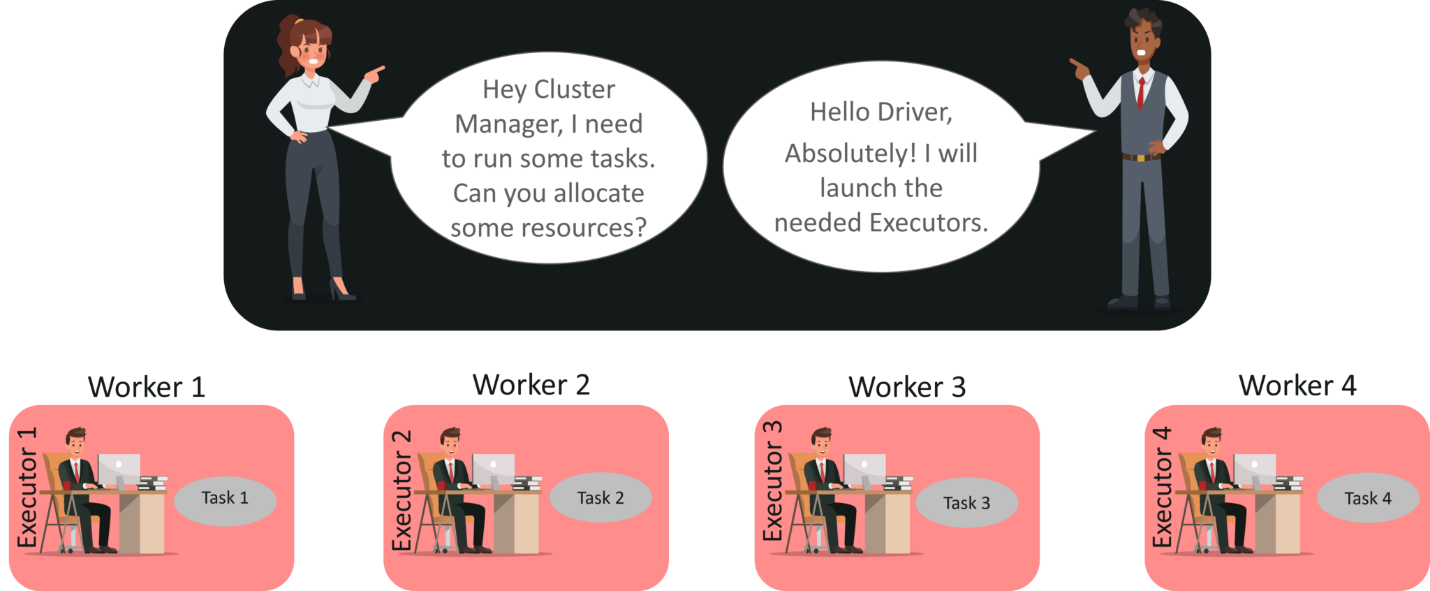 Hey Cluster
Manager, I need
to run some tasks.
Can you allocate
some resources?
Hello Driver,
Absolutely! I will
launch the
needed Executors.
Worker 1
Executor 1
Task 1
Worker 2
Executor 2
Task 2
Worker 3
Executor 3
Task 3
Worker 4
Executor 4
Task 4